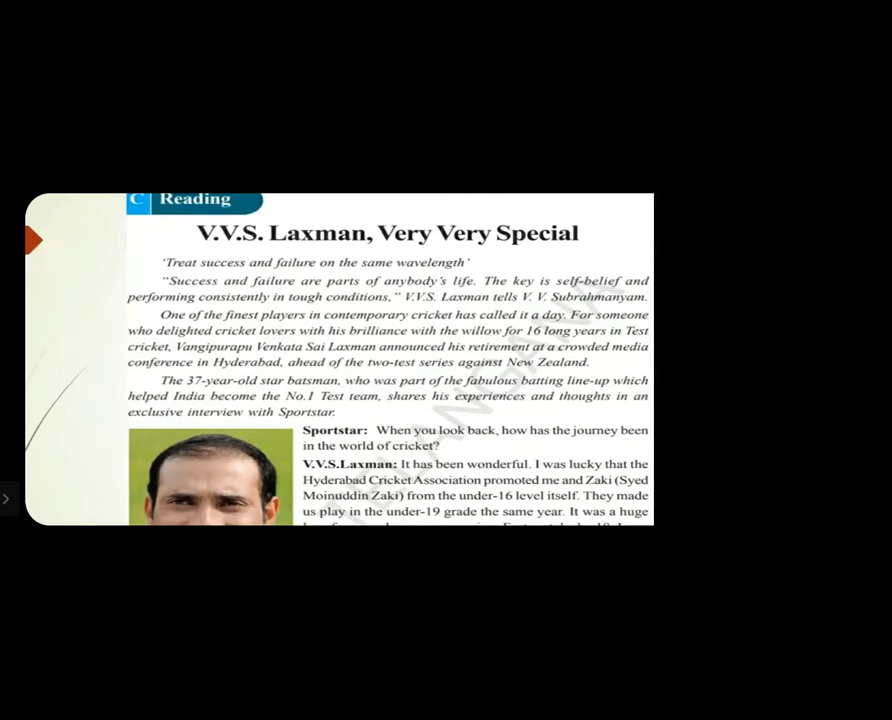 C Reading
V.V.S. Laxman, Very Very Special
‘Treat success and failure on the same wavelength’
“Success and failure are parts of anybody’s life. The key is self-belief and
performing consistently in tough conditions,” V.V.S. Laxman tells V. V. Subrahmanyam.
One of the finest players in contemporary cricket has called it a day. For someone
who delighted cricket lovers with his brilliance with the willow for 16 long years in Test
cricket, Vangipurapu Venkata Sai Laxman announced his retirement at a crowded media
conference in Hyderabad, ahead of the two-test series against New Zealand.
The 37-year-old star batsman, who was part of the fabulous batting line-up which
helped India become the No.1 Test team, shares his experiences and thoughts in an
exclusive interview with Sportstar.
Sportstar: When you look back, how has the journey been
in the world of cricket?
V.V.S.Laxman: It has been wonderful. I was lucky that the
Hyderabad Cricket Association promoted me and Zaki (Syed
Moinuddin Zaki) from the under-16 level itself. They made
us play in the under-19 grade the same year. It was a huge
TELANGANA